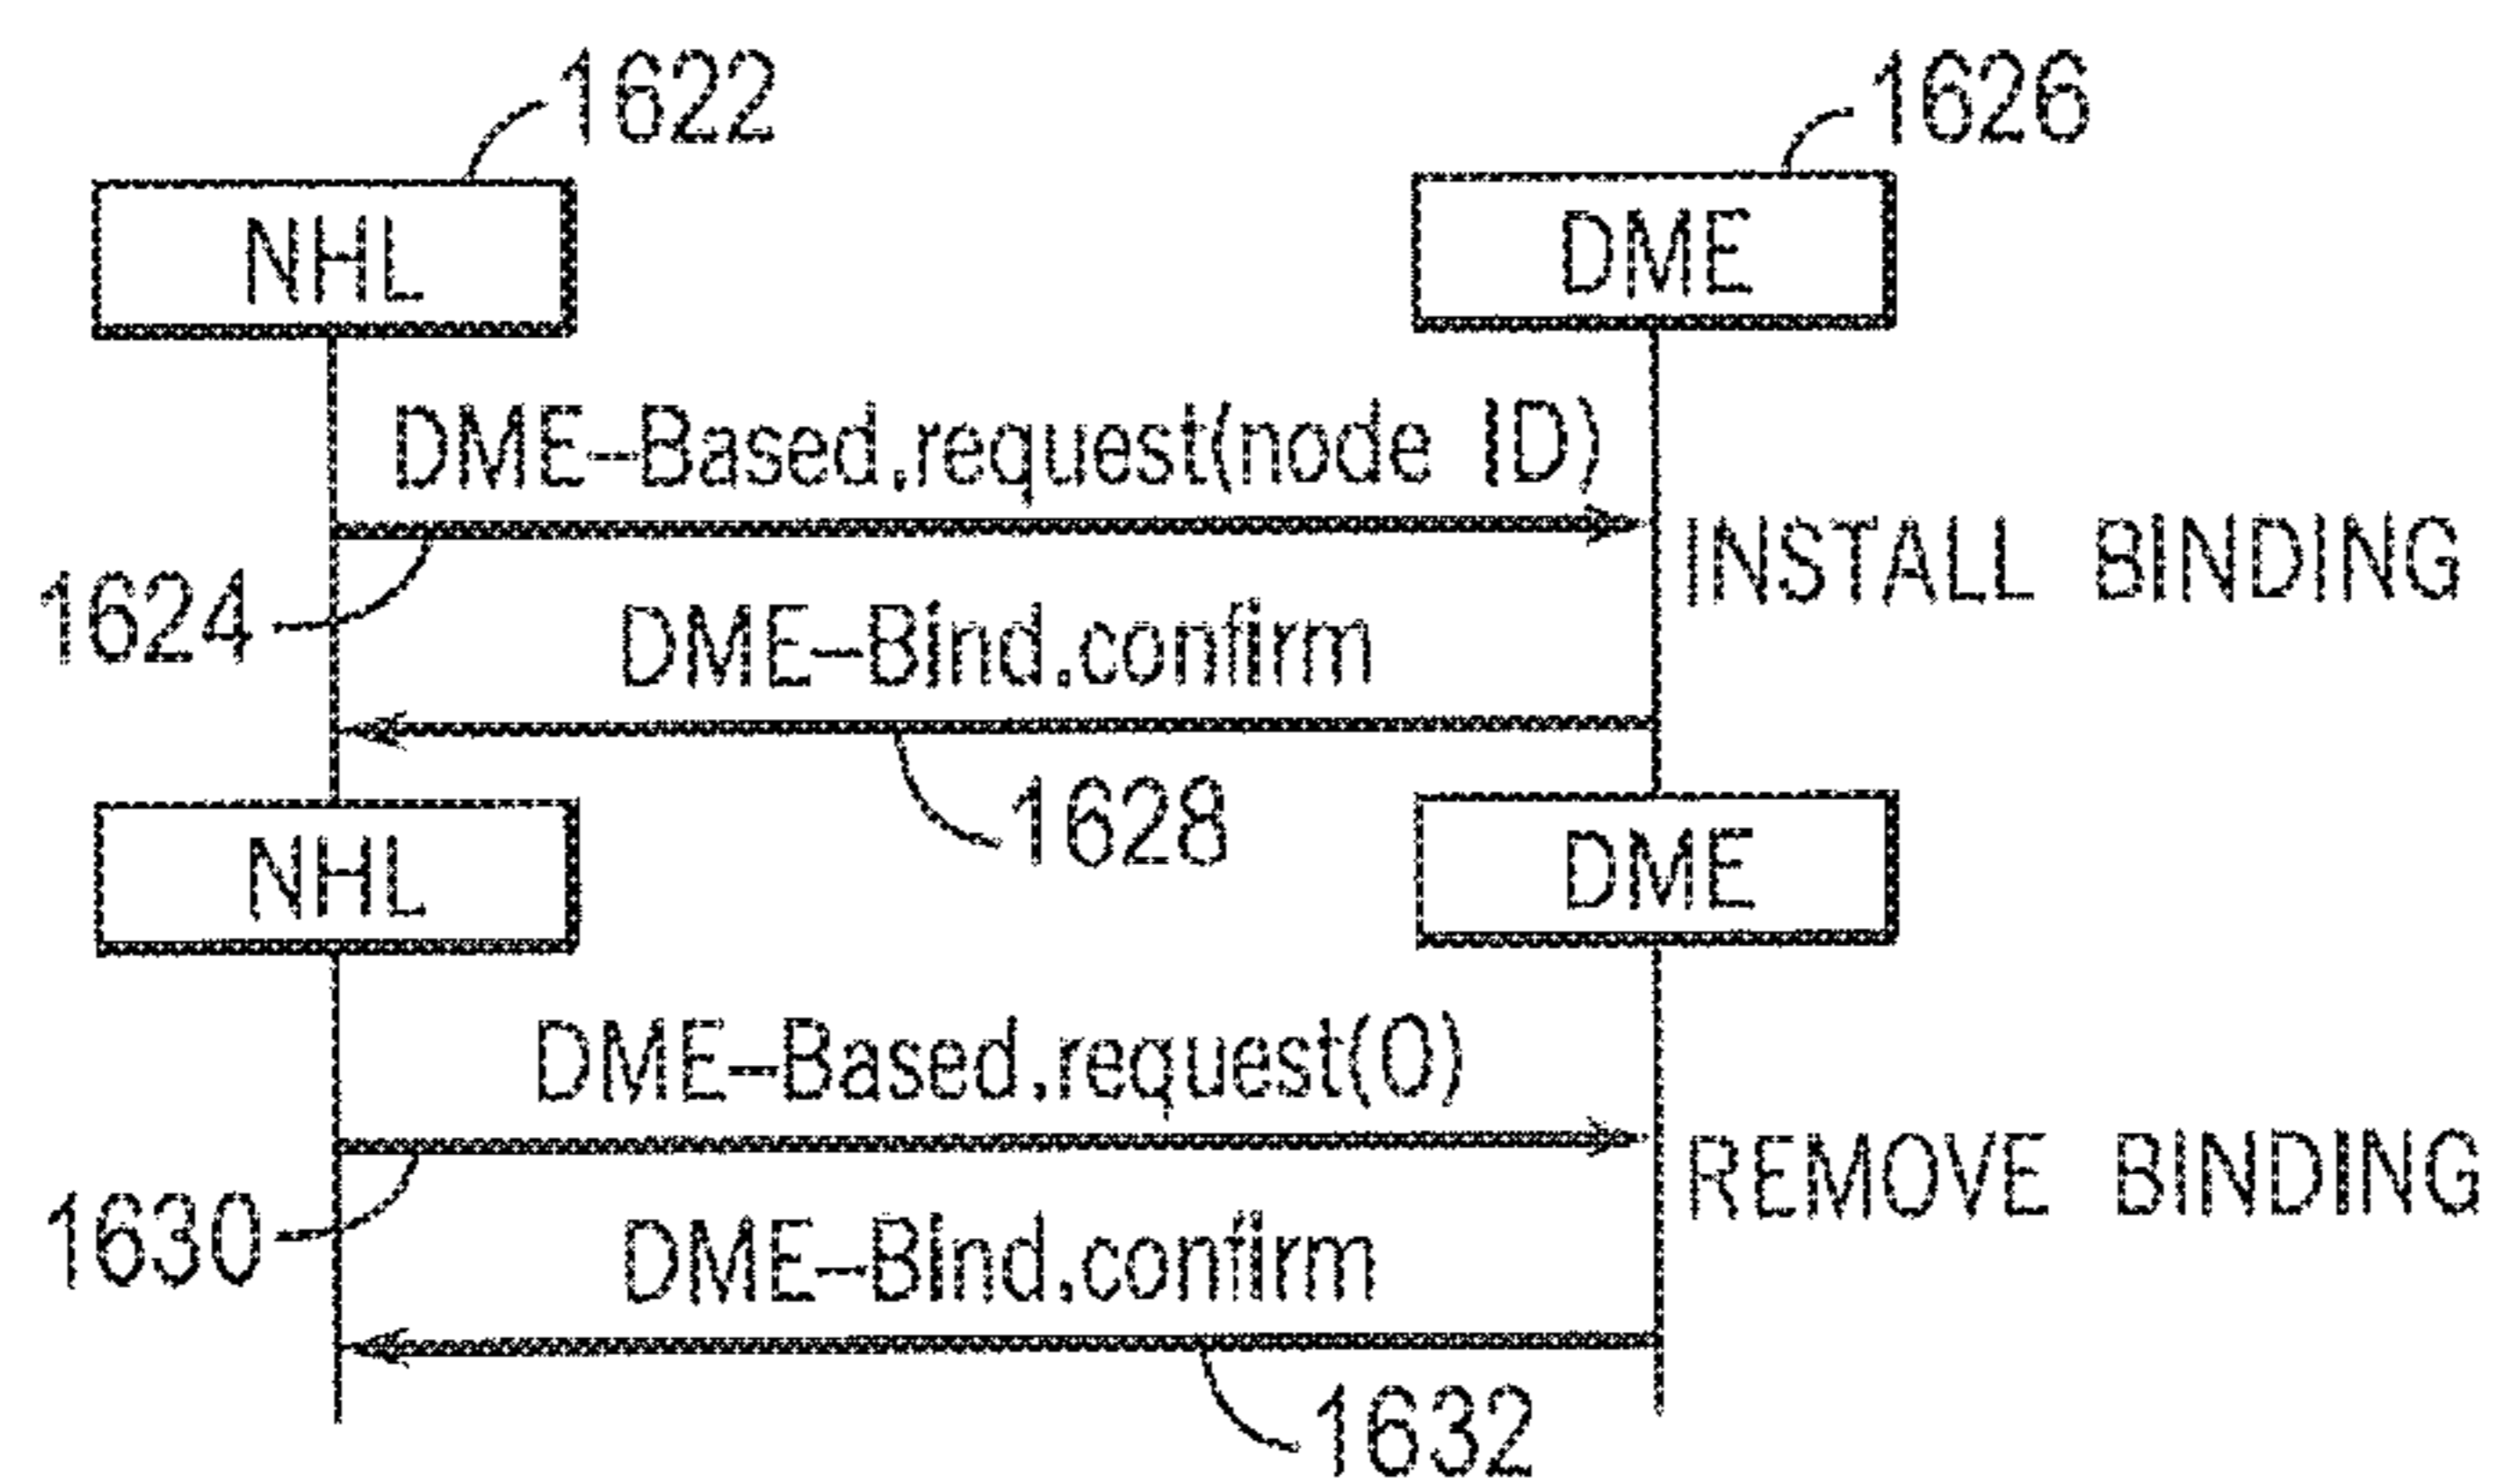 1622
1626
NHL
DME
DME-Based.request(node ID)
INSTALL BINDING
1624
DME-Bind.confirm
1628
NHL
DME
DME-Based.request(0)
REMOVE BINDING
1630
DME-Bind.confirm
1632